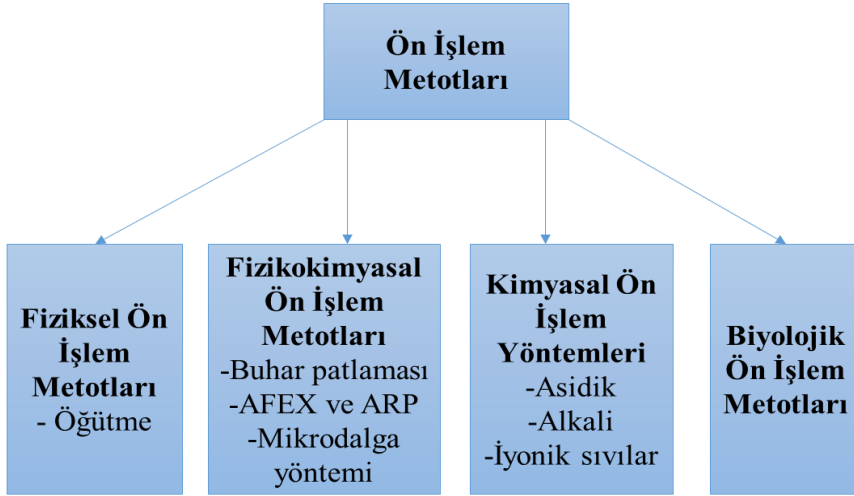 Ön İşlem
Metotları
Fiziksel Ön
İşlem
Metotları
- Öğütme
Fizikokimyasal
Ön İşlem
Metotları
-Buhar patlaması
-AFEX ve ARP
-Mikrodalga
yöntemi
Kimyasal Ön
İşlem
Yöntemleri
-Asidik
-Alkali
-İyonik sıvılar
Biyolojik
Ön İşlem
Metotları